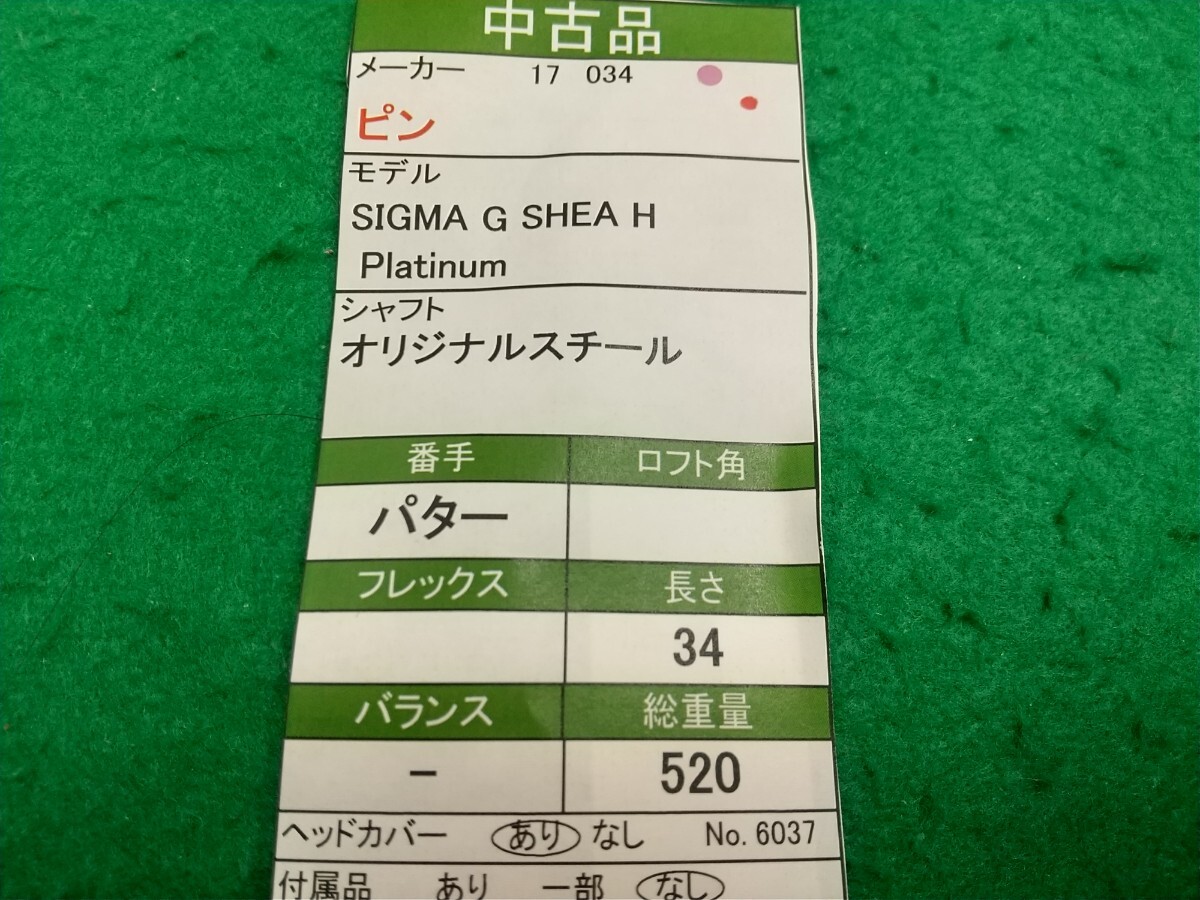 中古品
メーカー 17 034
ピン
モデル
SIGMA G SHEA H
Platinum
シャフト
オリジナルスチール
番手 ロフト角
パター
フレックス 長さ
34
バランス 総重量
- 520
ヘッドカバー あり なし No. 6037
付属品 あり 一部 なし